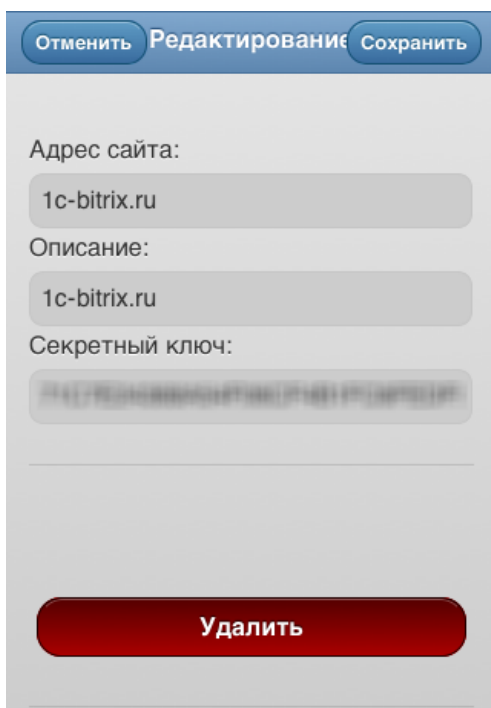 Отменить Редактирование Сохранить
Адрес сайта:
1c-bitrix.ru
Описание:
1c-bitrix.ru
Секретный ключ:
Удалить